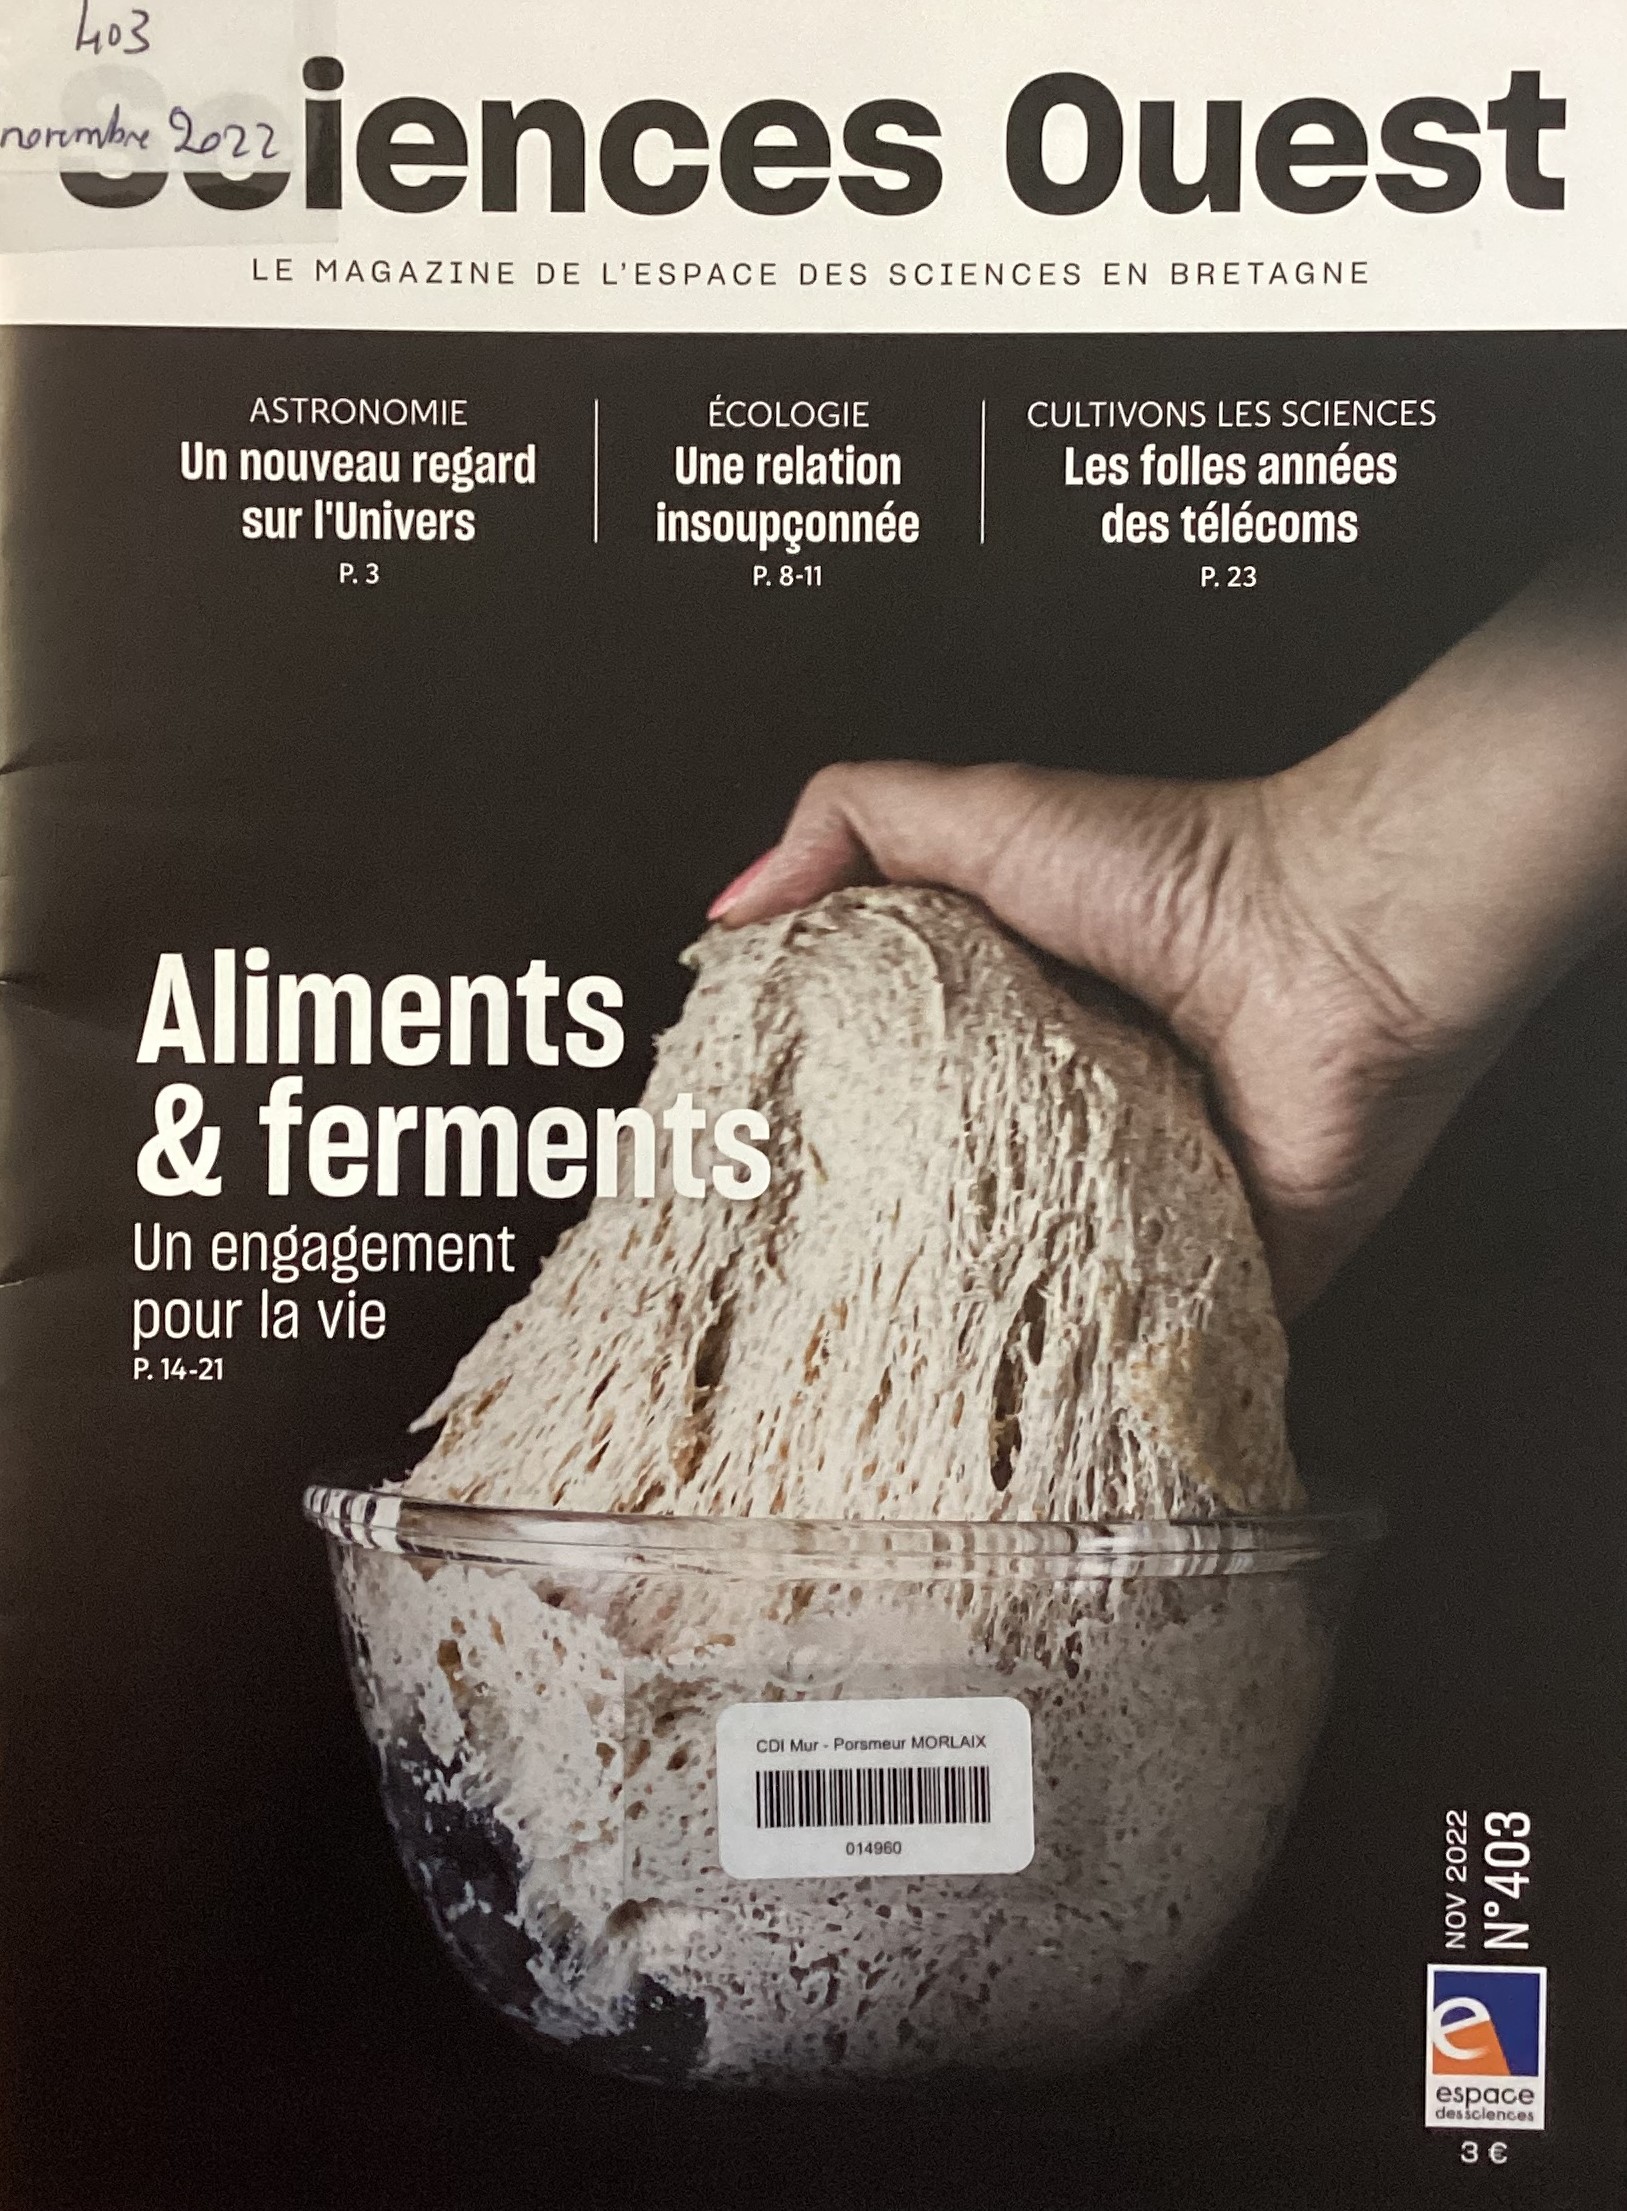 403
novembre 2022
Sciences Ouest
LE MAGAZINE DE L'ESPACE DES SCIENCES EN BRETAGNE
ASTRONOMIE
Un nouveau regard
sur l'Univers
P. 3
ÉCOLOGIE
Une relation
insoupçonnée
P. 8-11
CULTIVONS LES SCIENCES
Les folles années
des télécoms
P. 23
Aliments
& ferments
Un engagement
pour la vie
P. 14-21
CDI Mur - Porsmeur MORLAIX
014960
NOV 2022
N°403
e
espace
des sciences
3 €